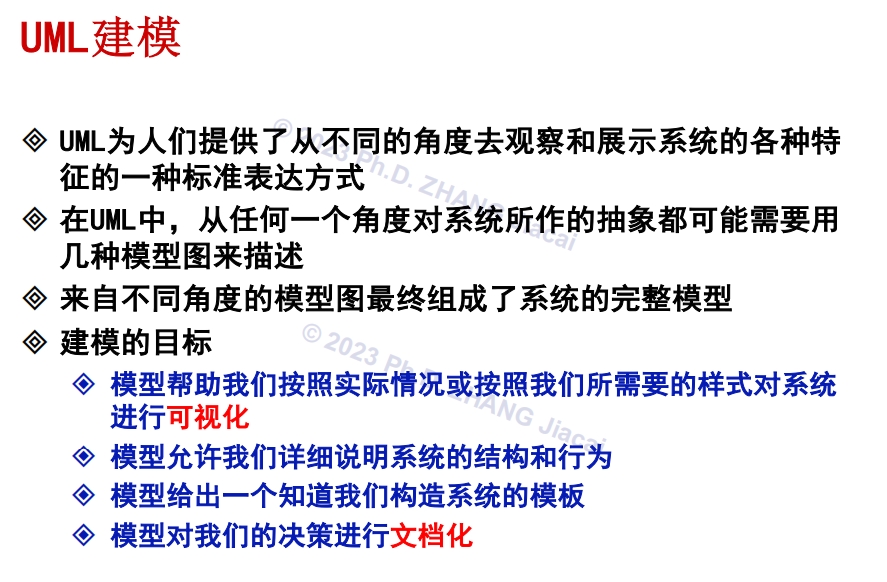 UML建模
UML为人们提供了从不同的角度去观察和展示系统的各种特
征的一种标准表达方式
在UML中，从任何一个角度对系统所作的抽象都可能需要用
几种模型图来描述
来自不同角度的模型图最终组成了系统的完整模型
建模的目标
模型帮助我们按照实际情况或按照我们所需要的样式对系统
进行可视化
模型允许我们详细说明系统的结构和行为
模型给出一个知道我们构造系统的模板
模型对我们的决策进行文档化
© 2023 Ph.D. ZHANG Jiacai
© 2023 Ph.D. ZHANG Jiacai